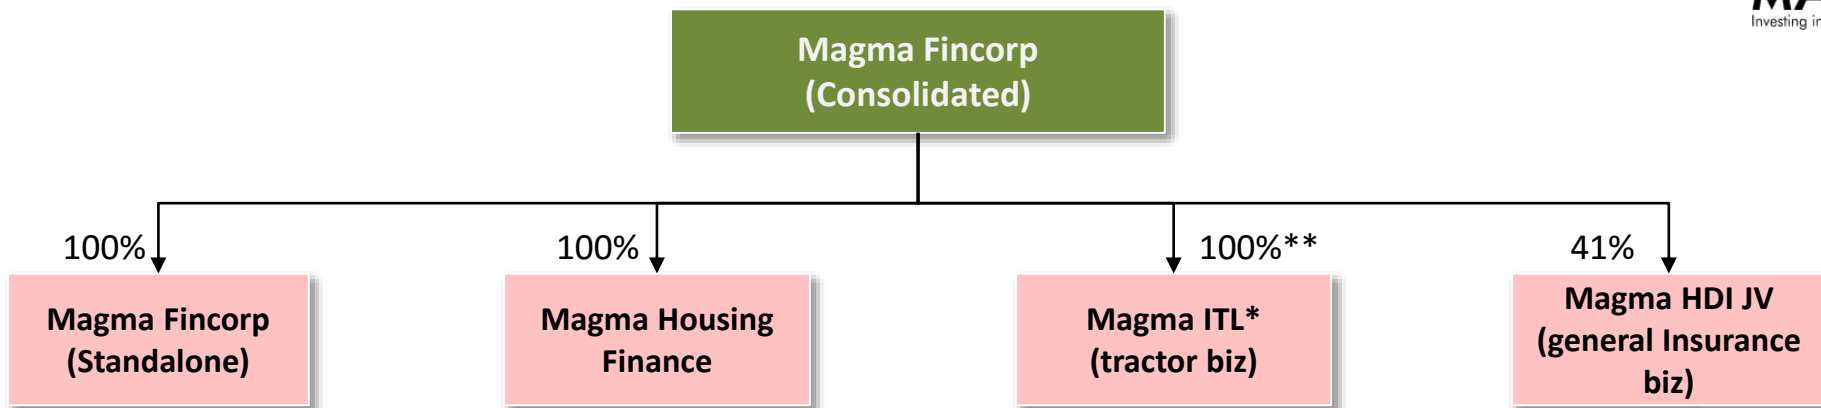 Investing in
Magma Fincorp
(Consolidated)
100%
100%
100%**
41%
Magma Fincorp
(Standalone)
Magma Housing
Finance
Magma ITL*
(tractor biz)
Magma HDI JV
(general Insurance
biz)